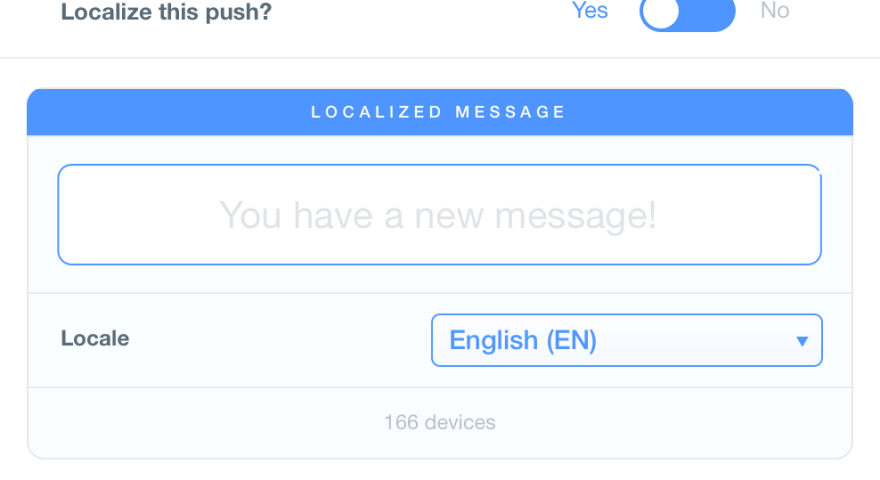 Localize this push? Yes No
LOCALIZED MESSAGE
You have a new message!
Locale English (EN)
166 devices